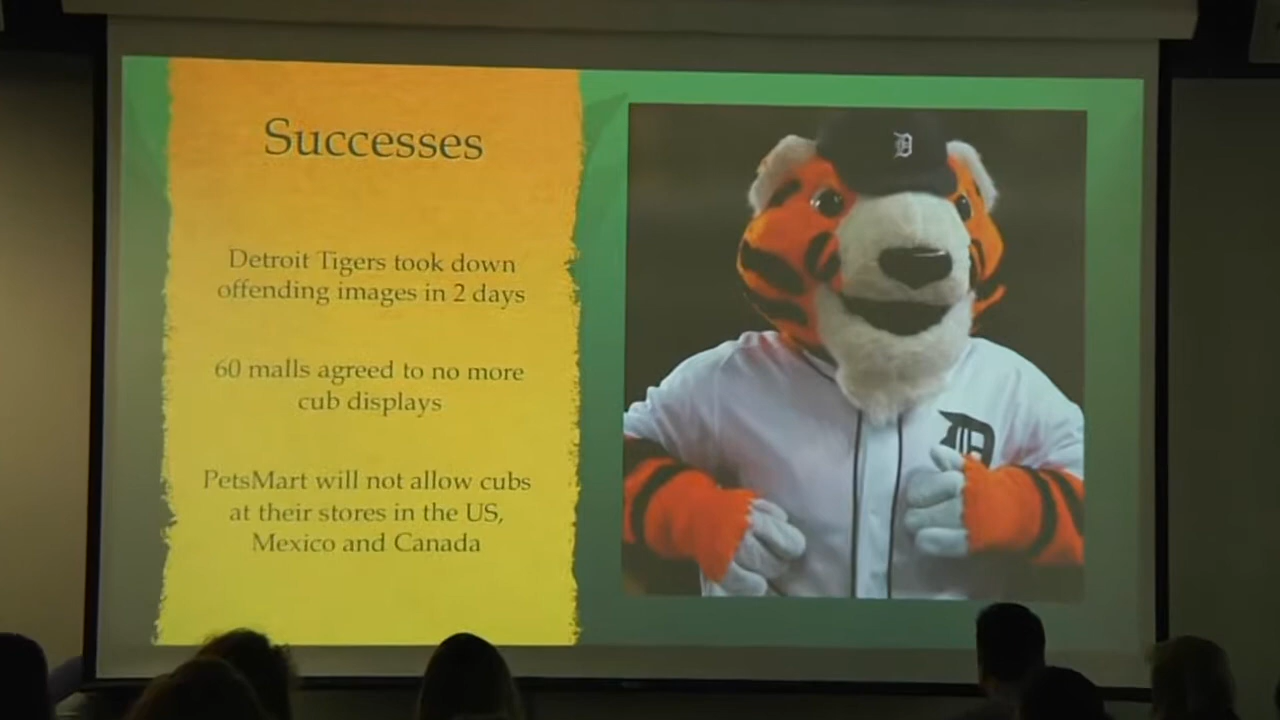 Successes
Detroit Tigers took down
offending images in 2 days
60 malls agreed to no more
cub displays
PetsMart will not allow cubs
at their stores in the US,
Mexico and Canada
D
D